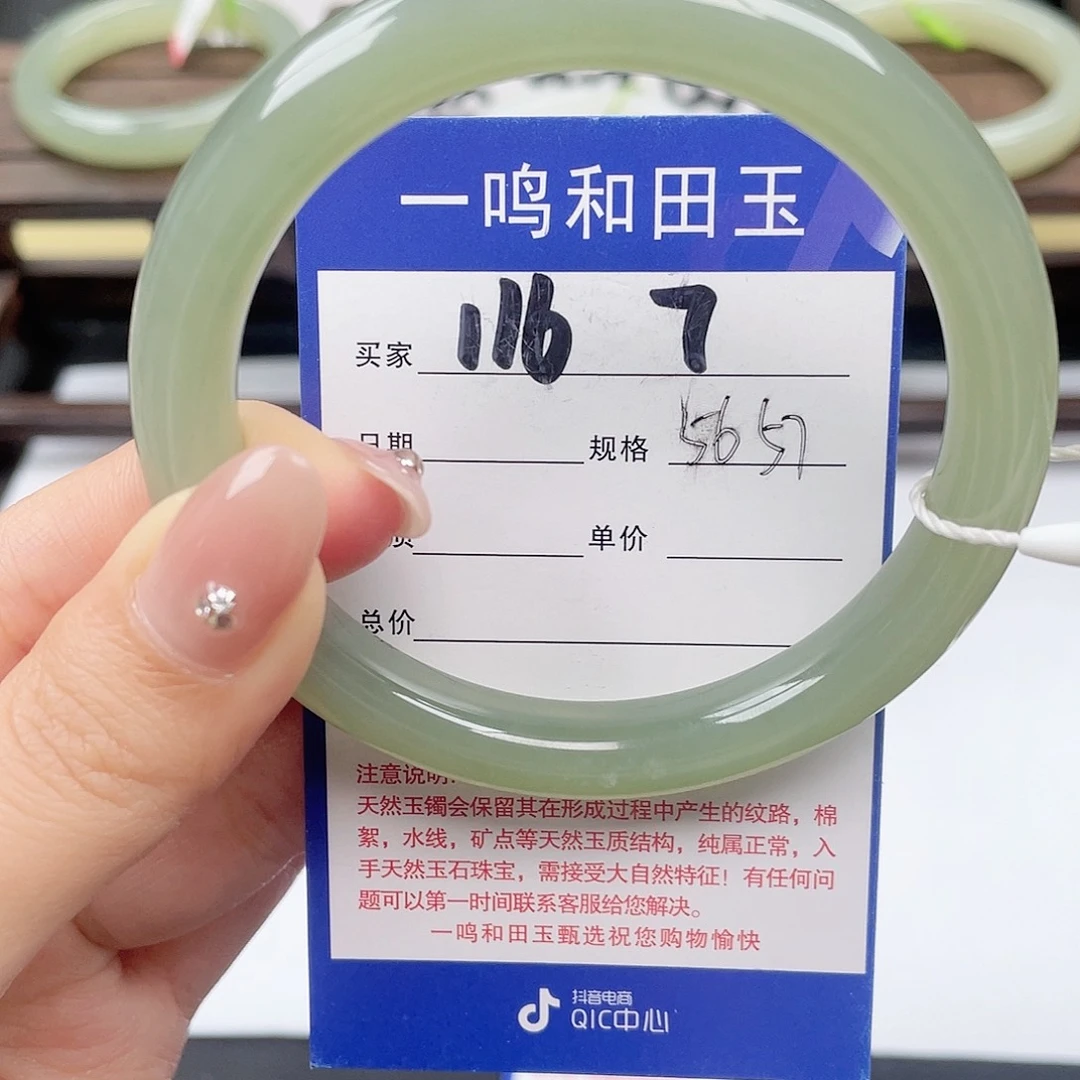 一鸣和田玉
买家 116 7
日期 规格 56 57
质 单价
总价
注意说明:
天然玉镯会保留其在形成过程中产生的纹路，棉
絮，水线，矿点等天然玉质结构，纯属正常，入
手天然玉石珠宝，需接受大自然特征！有任何问
题可以第一时间联系客服给您解决。
一鸣和田玉甄选祝您购物愉快
抖音电商
QIC中心